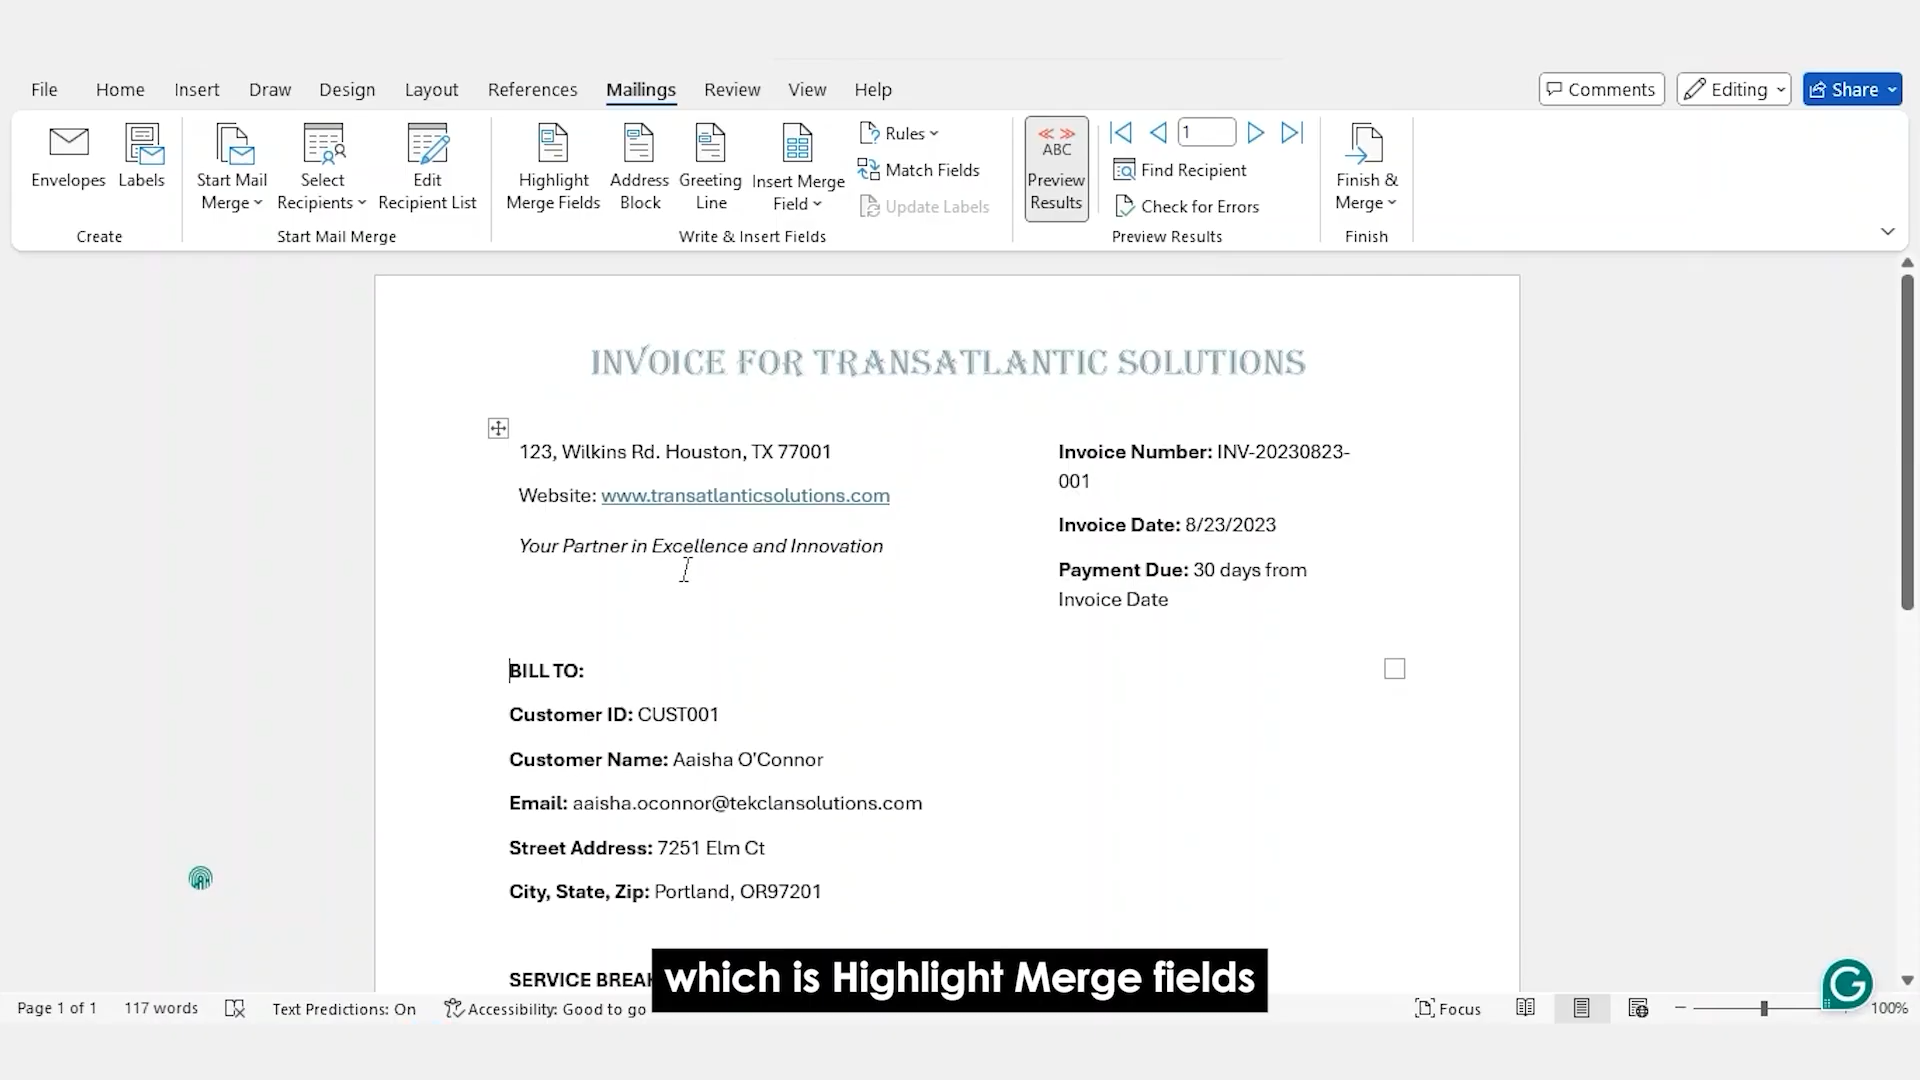 File Home Insert Draw Design Layout References Mailings Review View Help Comments Editing Share
Envelopes
Labels
Create
Start Mail
Merge
Select
Recipients
Edit
Recipient List
Start Mail Merge
Highlight
Merge Fields
Address
Block
Greeting
Line
Insert Merge
Field
Rules
Match Fields
Update Labels
Write & Insert Fields
ABC
Preview
Results
1
Find Recipient
Check for Errors
Preview Results
Finish &
Merge
Finish
INVOICE FOR TRANSATLANTIC SOLUTIONS
123, Wilkins Rd. Houston, TX 77001
Website: www.transatlanticsolutions.com
Your Partner in Excellence and Innovation
Invoice Number: INV-20230823-
001
Invoice Date: 8/23/2023
Payment Due: 30 days from
Invoice Date
BILL TO:
Customer ID: CUST001
Customer Name: Aaisha O'Connor
Email: aaisha.oconnor@tekclansolutions.com
Street Address: 7251 Elm Ct
City, State, Zip: Portland, OR97201
SERVICE
which is Highlight Merge fields
Page 1 of 1 117 words Text Predictions: On Accessibility: Good to go Focus 100%
G